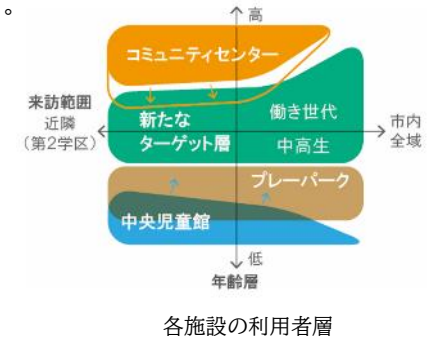 。
高
コミュニティセンター
来訪範囲
近隣
(第2学区)
新たな
ターゲット層
働き世代
中高生
市内
全域
プレーパーク
中央児童館
低
年齢層
各施設の利用者層